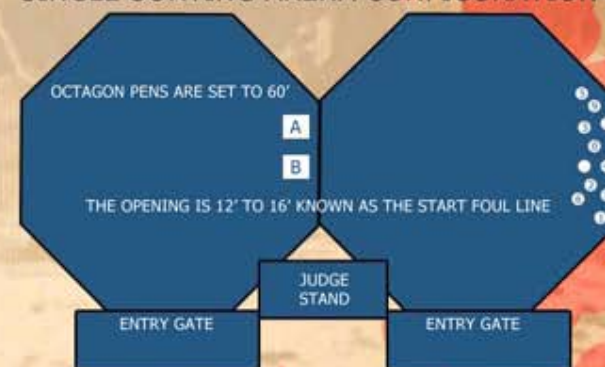 OCTAGON PENS ARE SET TO 60'
A
B
THE OPENING IS 12' TO 16' KNOWN AS THE START FOUL LINE
JUDGE
STAND
ENTRY GATE
ENTRY GATE